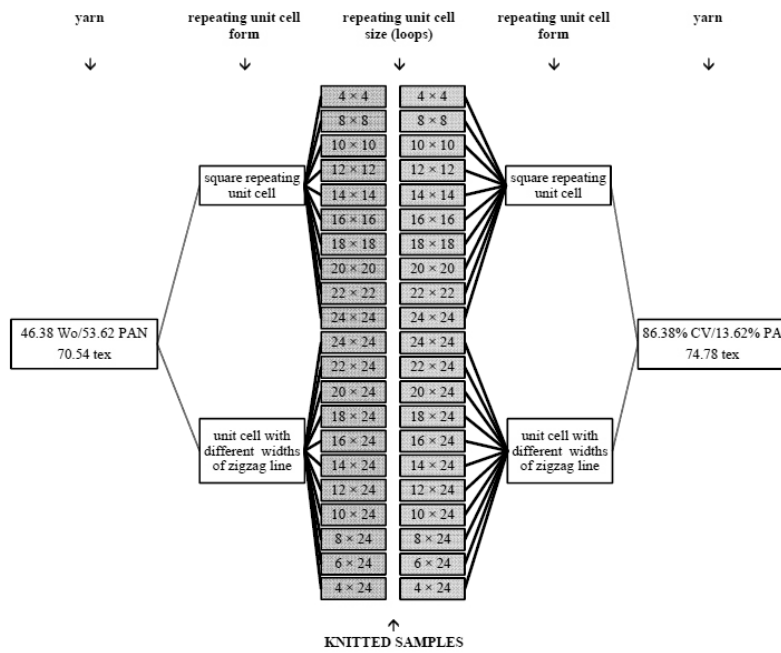 yarn
repeating unit cell
form
repeating unit cell
size (loops)
repeating unit cell
form
yarn
4 × 4
4 × 4
8 × 8
8 × 8
10 × 10
10 × 10
12 × 12
12 × 12
14 × 14
14 × 14
16 × 16
16 × 16
18 × 18
18 × 18
20 × 20
20 × 20
22 × 22
22 × 22
24 × 24
24 × 24
24 × 24
24 × 24
22 × 24
22 × 24
20 × 24
20 × 24
18 × 24
18 × 24
16 × 24
16 × 24
14 × 24
14 × 24
12 × 24
12 × 24
10 × 24
10 × 24
8 × 24
8 × 24
6 × 24
6 × 24
4 × 24
4 × 24
square repeating
unit cell
square repeating
unit cell
46.38 Wo/53.62 PAN
70.54 tex
86.38% CV/13.62% PA
74.78 tex
unit cell with
different widths
of zigzag line
unit cell with
different widths
of zigzag line
KNITTED SAMPLES